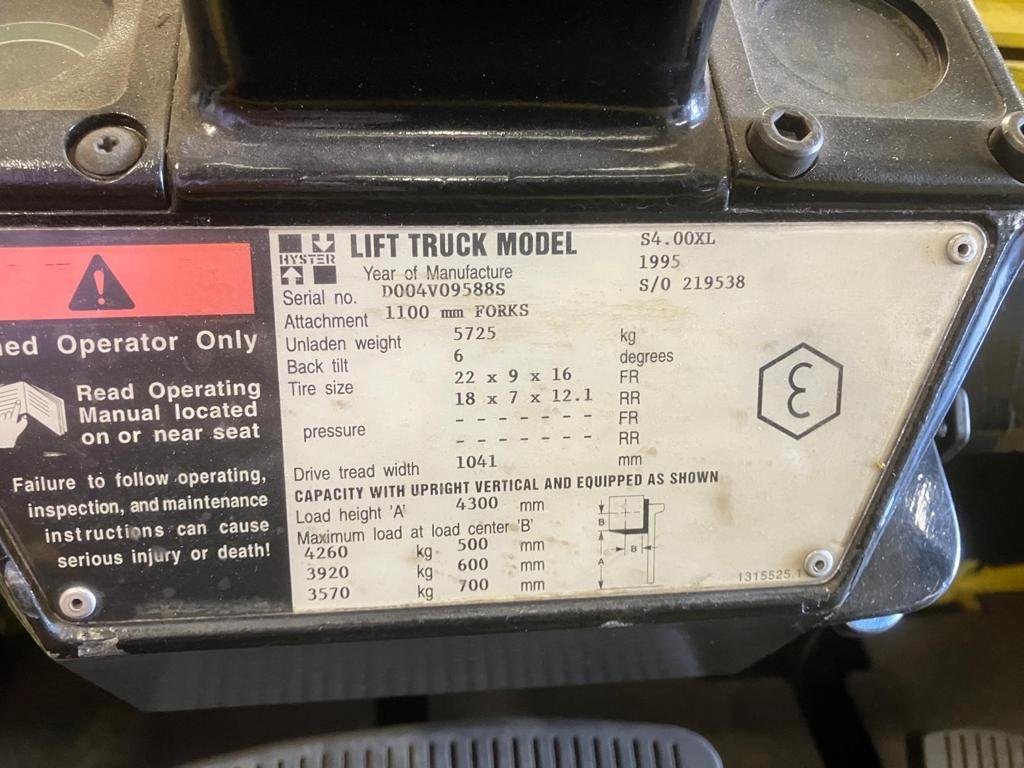 Operator Only
Read Operating
Manual located
on or near seat
Failure to follow operating,
inspection, and maintenance
instructions can cause
serious injury or death!
HYSTER LIFT TRUCK MODEL S4.00XL
Year of Manufacture 1995
Serial no. D004V09588S S/O 219538
Attachment 1100 mm FORKS
Unladen weight 5725 kg
Back tilt 6 degrees
Tire size 22 x 9 x 16 FR
18 x 7 x 12.1 RR
pressure - - - - - - - FR
- - - - - - - RR
Drive tread width 1041 mm
CAPACITY WITH UPRIGHT VERTICAL AND EQUIPPED AS SHOWN
Load height 'A' 4300 mm
Maximum load at load center 'B'
4260 kg 500 mm
3920 kg 600 mm
3570 kg 700 mm
B
B
A
1315525.1